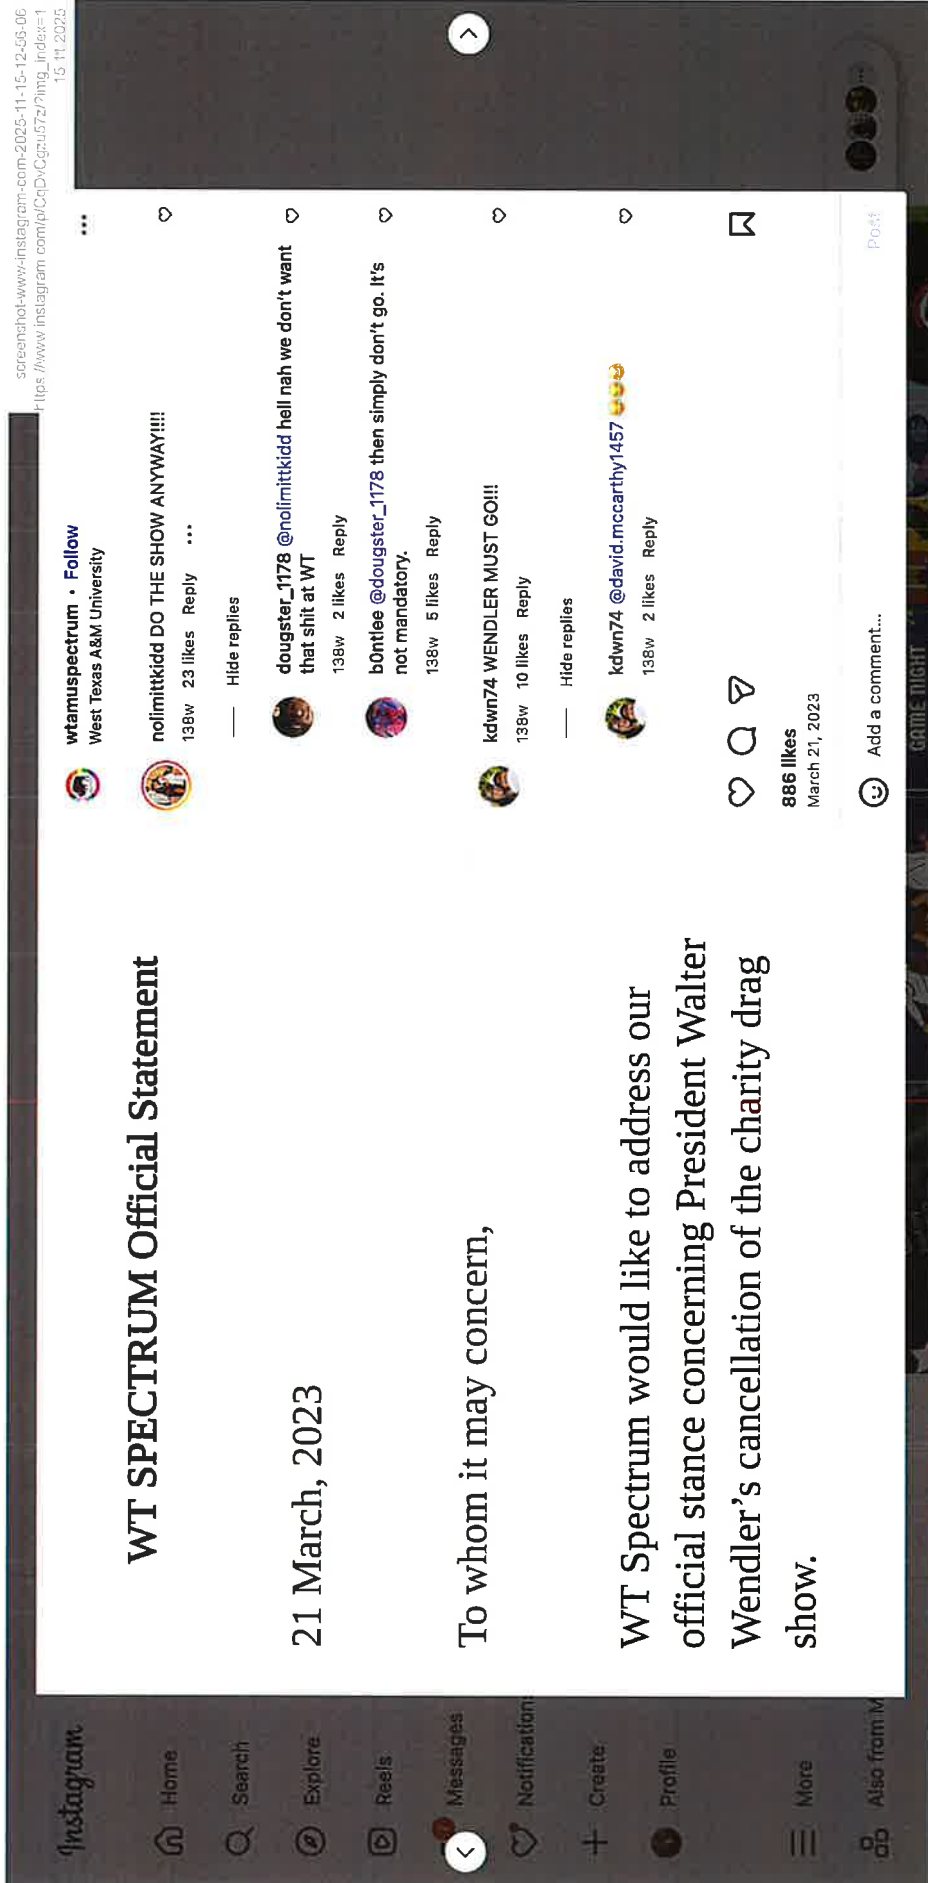 screenshot-www-instagram-com-2025-11-15-12-56-06
https://www.instagram.com/p/CqDvCgzu57z/?img_index=1
15.11.2025
Instagram
Home
Search
Explore
Reels
Messages
Notifications
Create
Profile
More
Also from M
WT SPECTRUM Official Statement
21 March, 2023
To whom it may concern,
WT Spectrum would like to address our
official stance concerning President Walter
Wendler's cancellation of the charity drag
show.
wtamuspectrum • Follow
West Texas A&M University
nolimittkidd DO THE SHOW ANYWAY!!!!
138w 23 likes Reply
Hide replies
dougster_1178 @nolimittkidd hell nah we don't want
that shit at WT
138w 2 likes Reply
b0ntlee @dougster_1178 then simply don't go. It's
not mandatory.
138w 5 likes Reply
kdwn74 WENDLER MUST GO!!!
138w 10 likes Reply
Hide replies
kdwn74 @david.mccarthy1457
138w 2 likes Reply
886 likes
March 21, 2023
Add a comment...
Post
GAME NIGHT